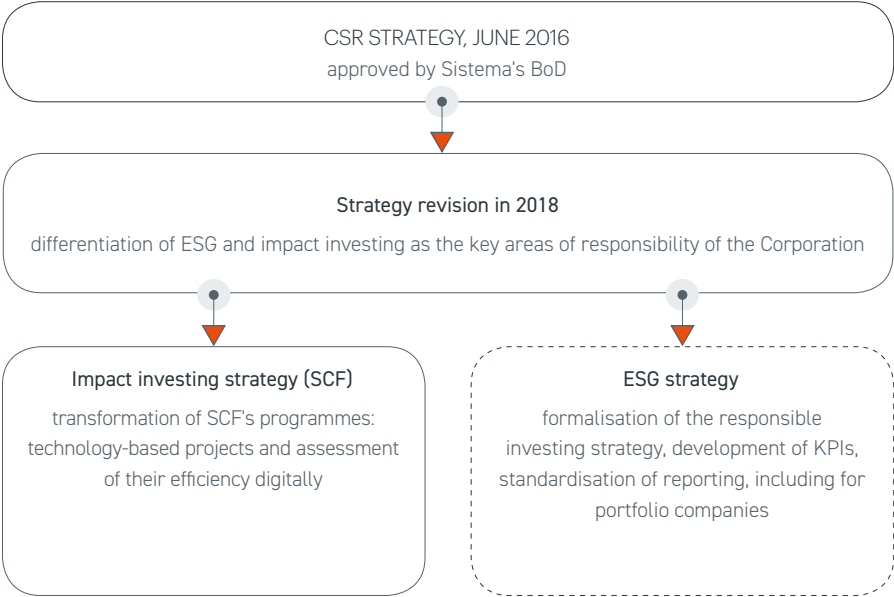 CSR STRATEGY, JUNE 2016
approved by Sistema's BoD
Strategy revision in 2018
differentiation of ESG and impact investing as the key areas of responsibility of the Corporation
Impact investing strategy (SCF)
transformation of SCF's programmes:
technology-based projects and assessment
of their efficiency digitally
ESG strategy
formalisation of the responsible
investing strategy, development of KPIs,
standardisation of reporting, including for
portfolio companies